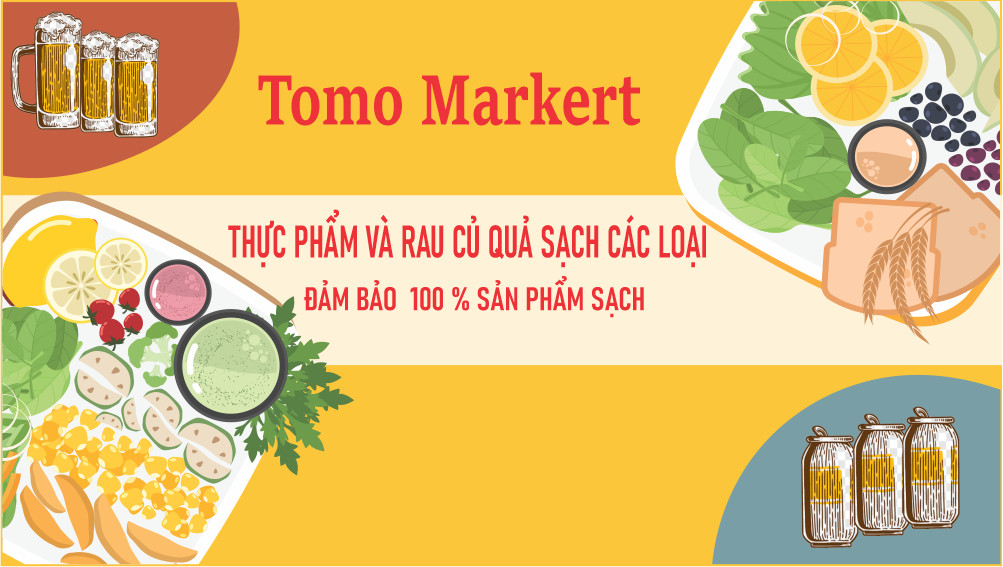 Tomo Markert
THỰC PHẨM VÀ RAU CỦ QUẢ SẠCH CÁC LOẠI
ĐẢM BẢO 100 % SẢN PHẨM SẠCH